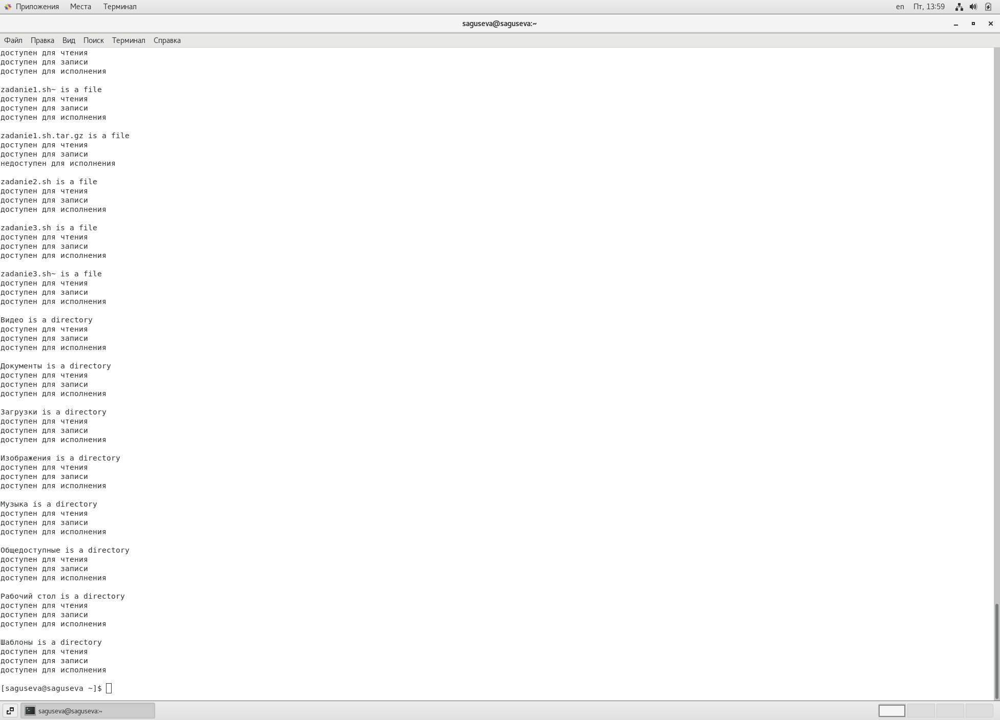 Приложения Места Терминал en Пт, 13:59
saguseva@saguseva:~
Файл Правка Вид Поиск Терминал Справка
доступен для чтения
доступен для записи
доступен для исполнения
zadanie1.sh~ is a file
доступен для чтения
доступен для записи
доступен для исполнения
zadanie1.sh.tar.gz is a file
доступен для чтения
доступен для записи
недоступен для исполнения
zadanie2.sh is a file
доступен для чтения
доступен для записи
доступен для исполнения
zadanie3.sh is a file
доступен для чтения
доступен для записи
доступен для исполнения
zadanie3.sh~ is a file
доступен для чтения
доступен для записи
доступен для исполнения
Видео is a directory
доступен для чтения
доступен для записи
доступен для исполнения
Документы is a directory
доступен для чтения
доступен для записи
доступен для исполнения
Загрузки is a directory
доступен для чтения
доступен для записи
доступен для исполнения
Изображения is a directory
доступен для чтения
доступен для записи
доступен для исполнения
Музыка is a directory
доступен для чтения
доступен для записи
доступен для исполнения
Общедоступные is a directory
доступен для чтения
доступен для записи
доступен для исполнения
Рабочий стол is a directory
доступен для чтения
доступен для записи
доступен для исполнения
Шаблоны is a directory
доступен для чтения
доступен для записи
доступен для исполнения
[saguseva@saguseva ~]$
saguseva@saguseva:~